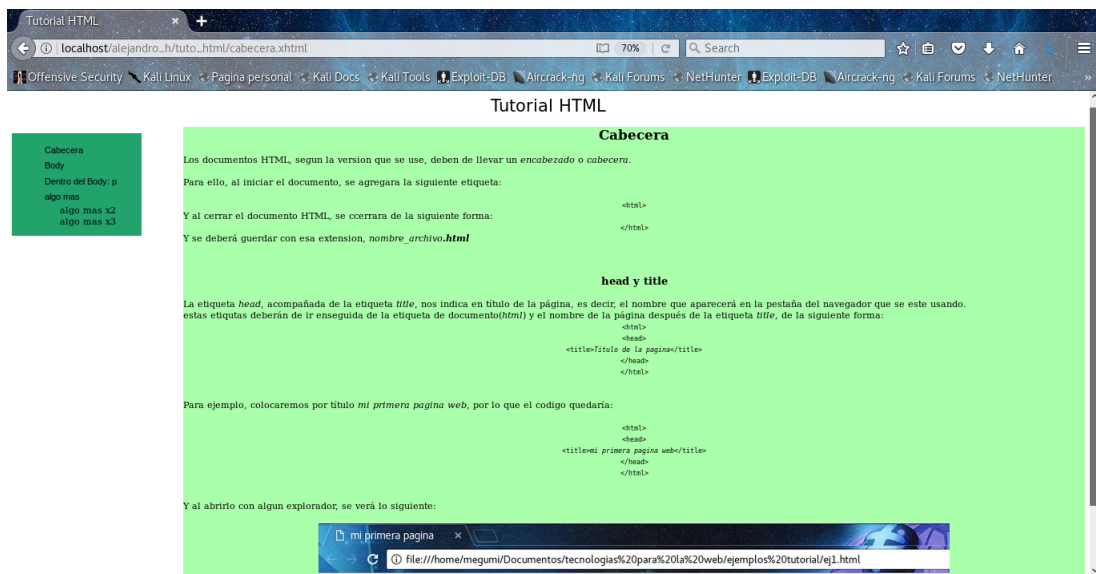 Tutorial HTML × +
localhost/alejandro_h/tuto_html/cabecera.xhtml 70% Search
Offensive Security Kali Linux Pagina personal Kali Docs Kali Tools Exploit-DB Aircrack-ng Kali Forums NetHunter Exploit-DB Aircrack-ng Kali Forums NetHunter »
Tutorial HTML
Cabecera
Body
Dentro del Body: p
algo mas
algo mas x2
algo mas x3
Cabecera
Los documentos HTML, segun la version que se use, deben de llevar un encabezado o cabecera.
Para ello, al iniciar el documento, se agregara la siguiente etiqueta:
<html>
Y al cerrar el documento HTML, se ccerrara de la siguiente forma:
</html>
Y se deberá guerdar con esa extension, nombre_archivo.html
head y title
La etiqueta head, acompañada de la etiqueta title, nos indica en título de la página, es decir, el nombre que aparecerá en la pestaña del navegador que se este usando.
estas etiqutas deberán de ir enseguida de la etiqueta de documento(html) y el nombre de la página después de la etiqueta title, de la siguiente forma:
<html>
<head>
<title>Titulo de la pagina</title>
</head>
</html>
Para ejemplo, colocaremos por título mi primera pagina web, por lo que el codigo quedaría:
<html>
<head>
<title>mi primera pagina web</title>
</head>
</html>
Y al abrirlo con algun explorador, se verá lo siguiente:
mi primera pagina ×
file:///home/megumi/Documentos/tecnologias%20para%20la%20web/ejemplos%20tutorial/ej1.html